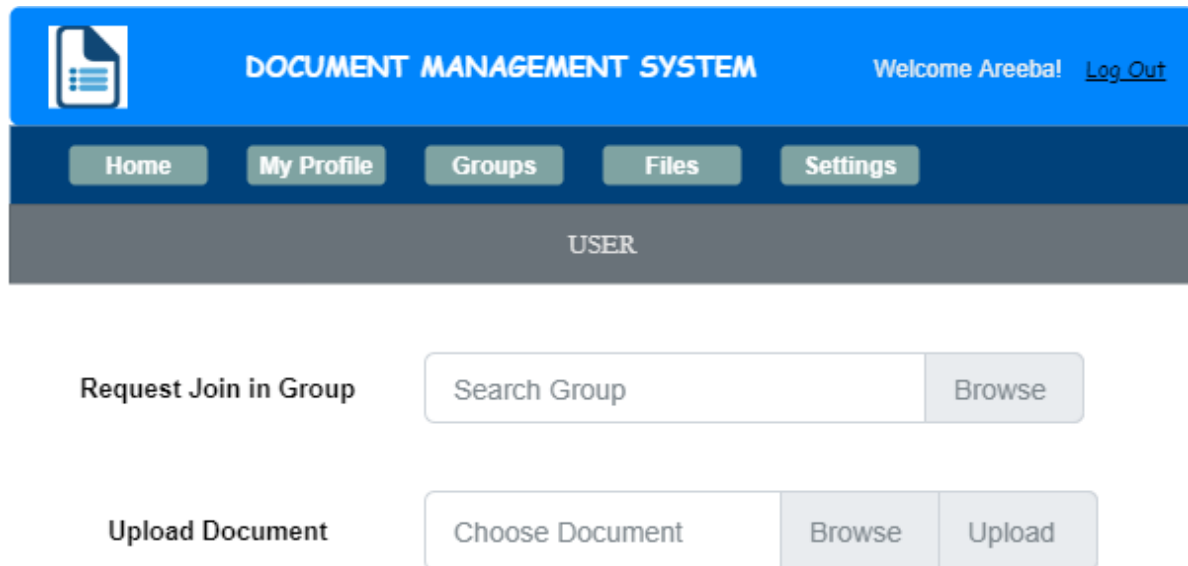 DOCUMENT MANAGEMENT SYSTEM Welcome Areeba! Log Out
Home My Profile Groups Files Settings
USER
Request Join in Group Search Group Browse
Upload Document Choose Document Browse Upload